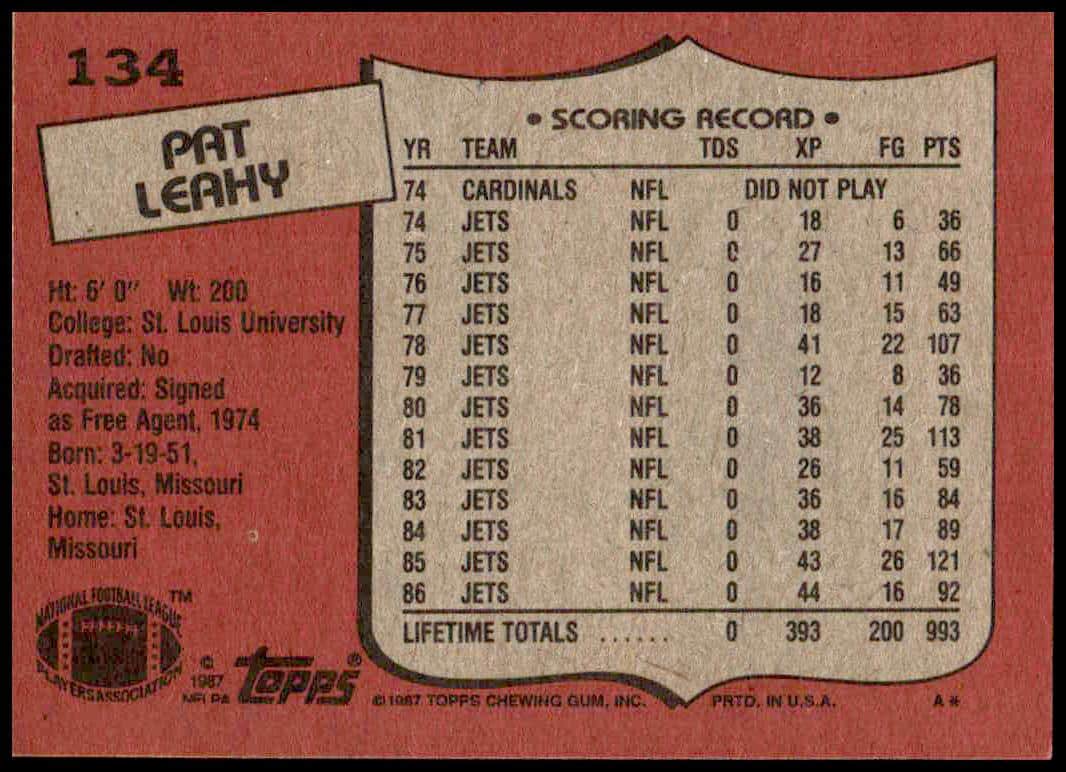 134
PAT
LEAHY
Ht: 6' 0" Wt: 200
College: St. Louis University
Drafted: No
Acquired: Signed
as Free Agent, 1974
Born: 3-19-51,
St. Louis, Missouri
Home: St. Louis,
Missouri
• SCORING RECORD •
YR TEAM TDS XP FG PTS
74 CARDINALS NFL DID NOT PLAY
74 JETS NFL 0 18 6 36
75 JETS NFL 0 27 13 66
76 JETS NFL 0 16 11 49
77 JETS NFL 0 18 15 63
78 JETS NFL 0 41 22 107
79 JETS NFL 0 12 8 36
80 JETS NFL 0 36 14 78
81 JETS NFL 0 38 25 113
82 JETS NFL 0 26 11 59
83 JETS NFL 0 36 16 84
84 JETS NFL 0 38 17 89
85 JETS NFL 0 43 26 121
86 JETS NFL 0 44 16 92
LIFETIME TOTALS ...... 0 393 200 993
NATIONAL FOOTBALL LEAGUE ™
PLAYERS
PLAYERS ASSOCIATION
©
1987
NFLPA
topps®
©1987 TOPPS CHEWING GUM, INC. PRTD. IN U.S.A. A*